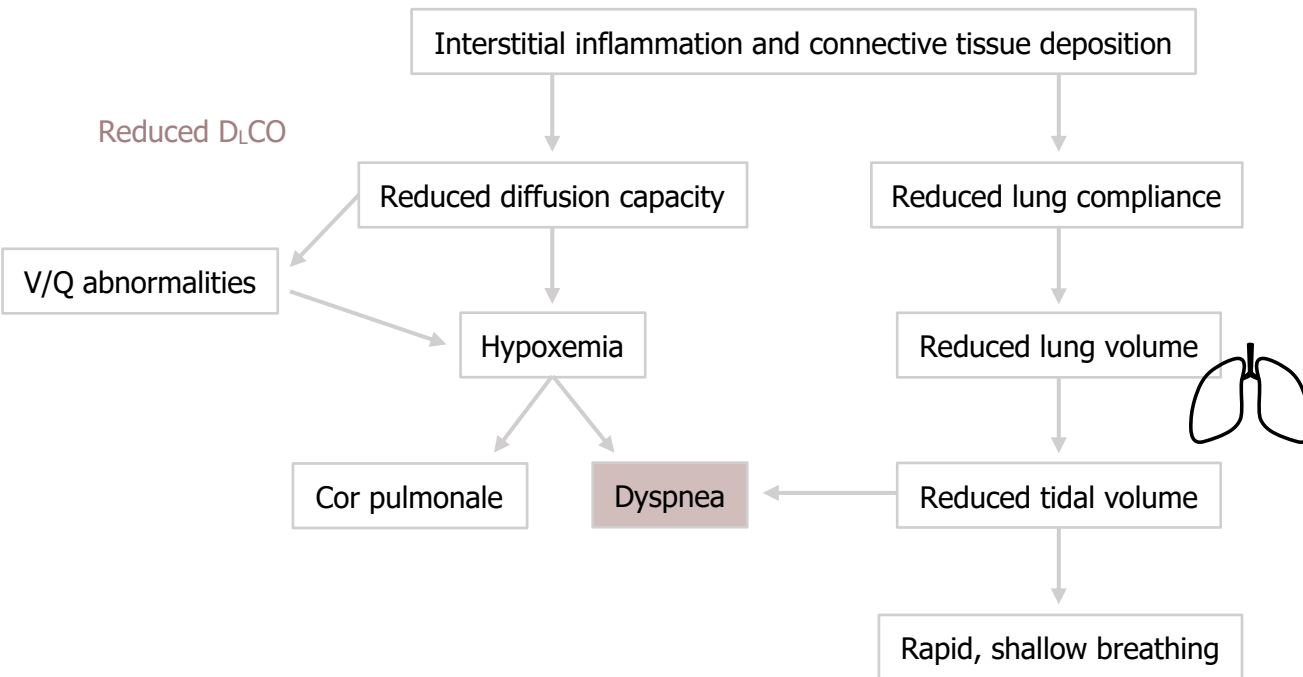 Interstitial inflammation and connective tissue deposition
Reduced DLCO
Reduced diffusion capacity
Reduced lung compliance
V/Q abnormalities
Hypoxemia
Reduced lung volume
Cor pulmonale
Dyspnea
Reduced tidal volume
Rapid, shallow breathing